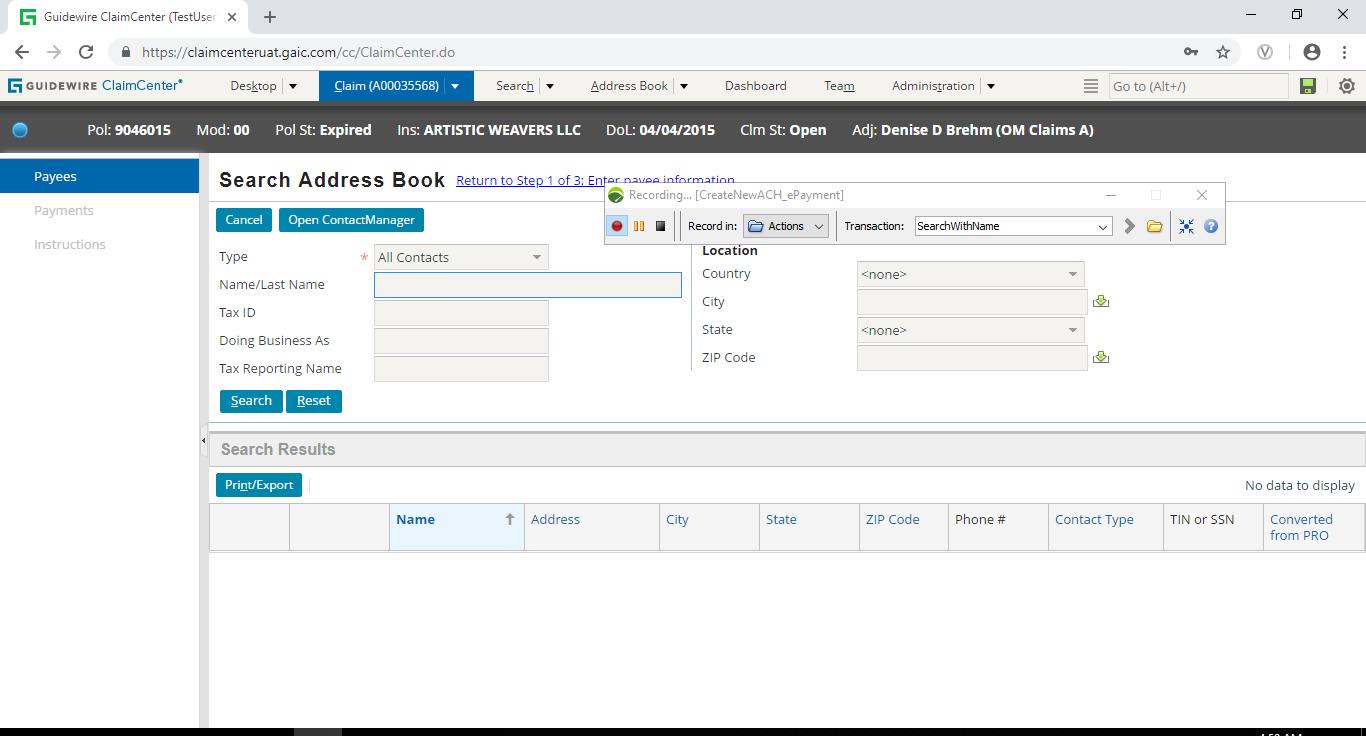 Guidewire ClaimCenter (TestUser
https://claimcenteruat.gaic.com/cc/ClaimCenter.do
GUIDEWIRE ClaimCenter Desktop Claim (A00035568) Search Address Book Dashboard Team Administration Go to (Alt+/)
Pol: 9046015 Mod: 00 Pol St: Expired Ins: ARTISTIC WEAVERS LLC DoL: 04/04/2015 Clm St: Open Adj: Denise D Brehm (OM Claims A)
Payees
Payments
Instructions
Search Address Book Return to Step 1 of 3: Enter payee information
Recording... [CreateNewACH_ePayment]
Record in: Actions Transaction: SearchWithName
Cancel Open ContactManager
Type * All Contacts
Name/Last Name
Tax ID
Doing Business As
Tax Reporting Name
Location
Country <none>
City
State <none>
ZIP Code
Search Reset
Search Results
Print/Export No data to display
Name Address City State ZIP Code Phone # Contact Type TIN or SSN Converted
from PRO